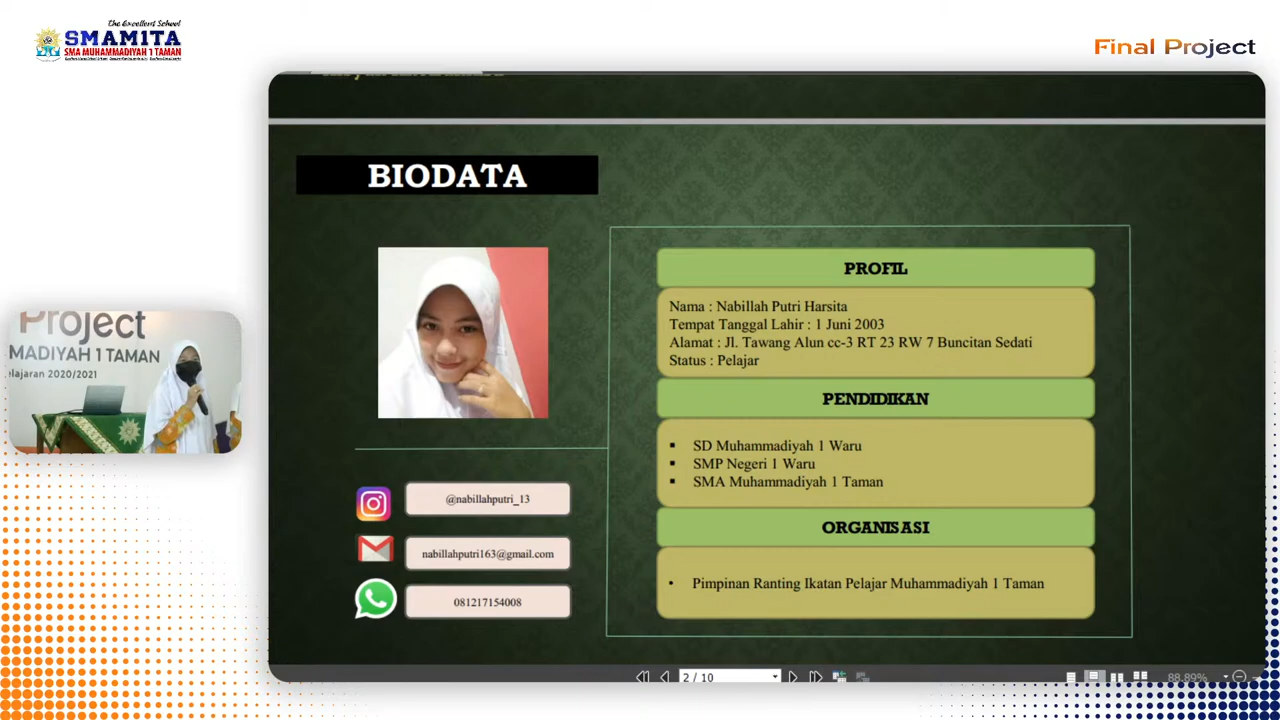 The Excellent School
SMAMITA
SMA MUHAMMADIYAH 1 TAMAN
Final Project
BIODATA
Project
MADIYAH 1 TAMAN
elajaran 2020/2021
@nabillahputri_13
nabillahputri163@gmail.com
081217154008
PROFIL
Nama : Nabillah Putri Harsita
Tempat Tanggal Lahir : 1 Juni 2003
Alamat : Jl. Tawang Alun cc-3 RT 23 RW 7 Buncitan Sedati
Status : Pelajar
PENDIDIKAN
▪ SD Muhammadiyah 1 Waru
▪ SMP Negeri 1 Waru
▪ SMA Muhammadiyah 1 Taman
ORGANISASI
• Pimpinan Ranting Ikatan Pelajar Muhammadiyah 1 Taman
2 / 10
88.89%